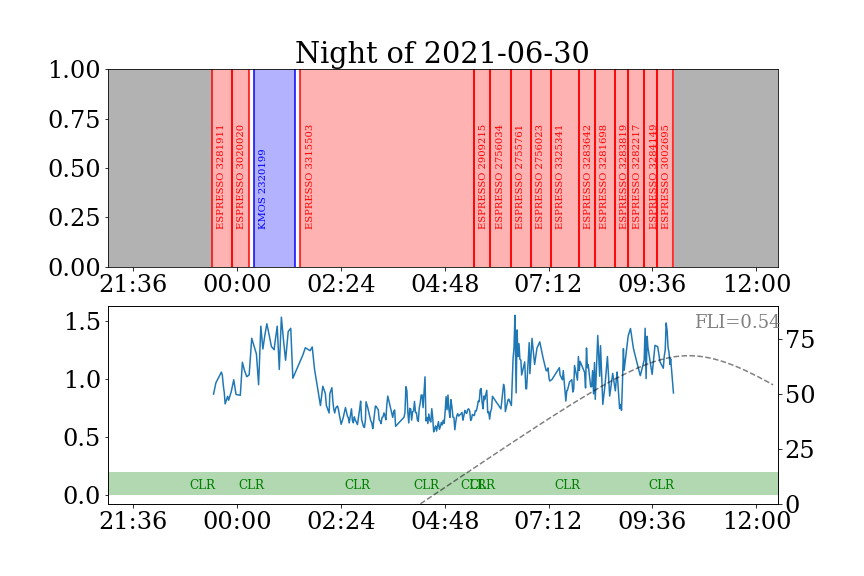 Night of 2021-06-30
1.00
0.75
0.50
0.25
0.00
ESPRESSO 3281911
ESPRESSO 3020020
KMOS 2320199
ESPRESSO 3315503
ESPRESSO 2909215
ESPRESSO 2756034
ESPRESSO 2755761
ESPRESSO 2756023
ESPRESSO 3325341
ESPRESSO 3283642
ESPRESSO 3281698
ESPRESSO 3283819
ESPRESSO 3282217
ESPRESSO 3284149
ESPRESSO 3002695
21:36 00:00 02:24 04:48 07:12 09:36 12:00
FLI=0.54
1.5
1.0
0.5
0.0
75
50
25
0
CLR CLR CLR CLR CLR CLR CLR CLR
21:36 00:00 02:24 04:48 07:12 09:36 12:00